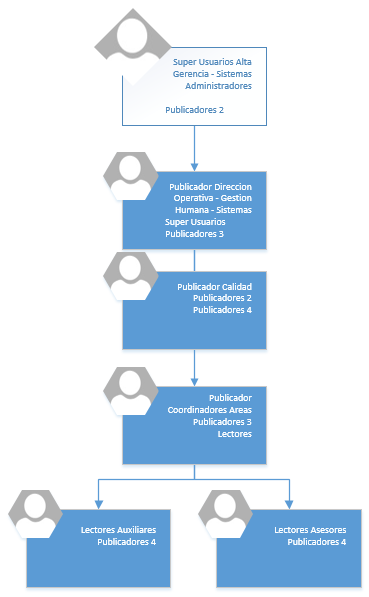 Super Usuarios Alta
Gerencia - Sistemas
Administradores
Publicadores 2
Publicador Direccion
Operativa - Gestion
Humana - Sistemas
Super Usuarios
Publicadores 3
Publicador Calidad
Publicadores 2
Publicadores 4
Publicador
Coordinadores Areas
Publicadores 3
Lectores
Lectores Auxiliares
Publicadores 4
Lectores Asesores
Publicadores 4